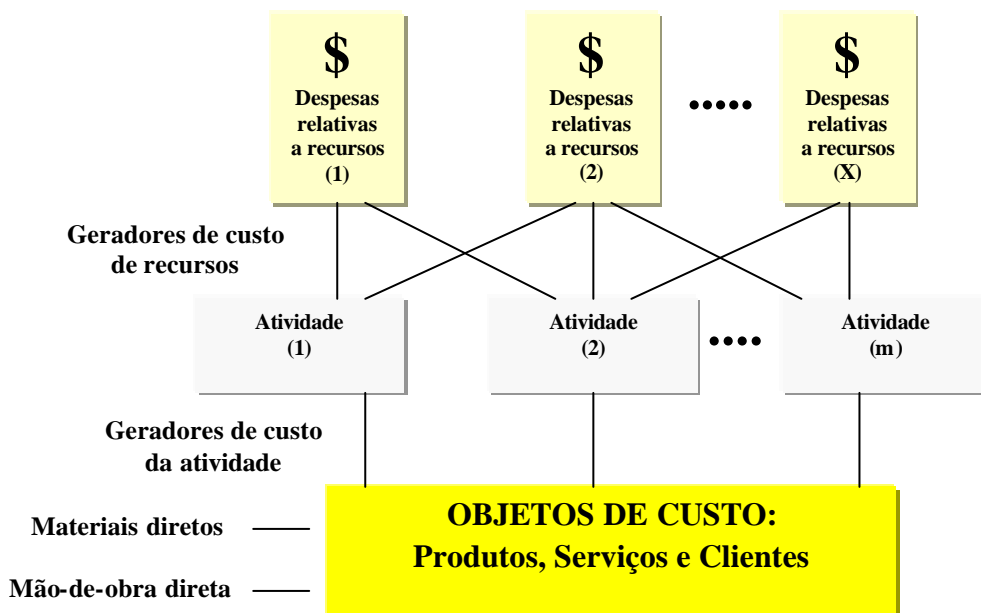 $
Despesas
relativas
a recursos
(1)
$
Despesas
relativas
a recursos
(2)
•••••
$
Despesas
relativas
a recursos
(X)
Geradores de custo
de recursos
Atividade
(1)
Atividade
(2)
••••
Atividade
(m)
Geradores de custo
da atividade
Materiais diretos
Mão-de-obra direta
OBJETOS DE CUSTO:
Produtos, Serviços e Clientes